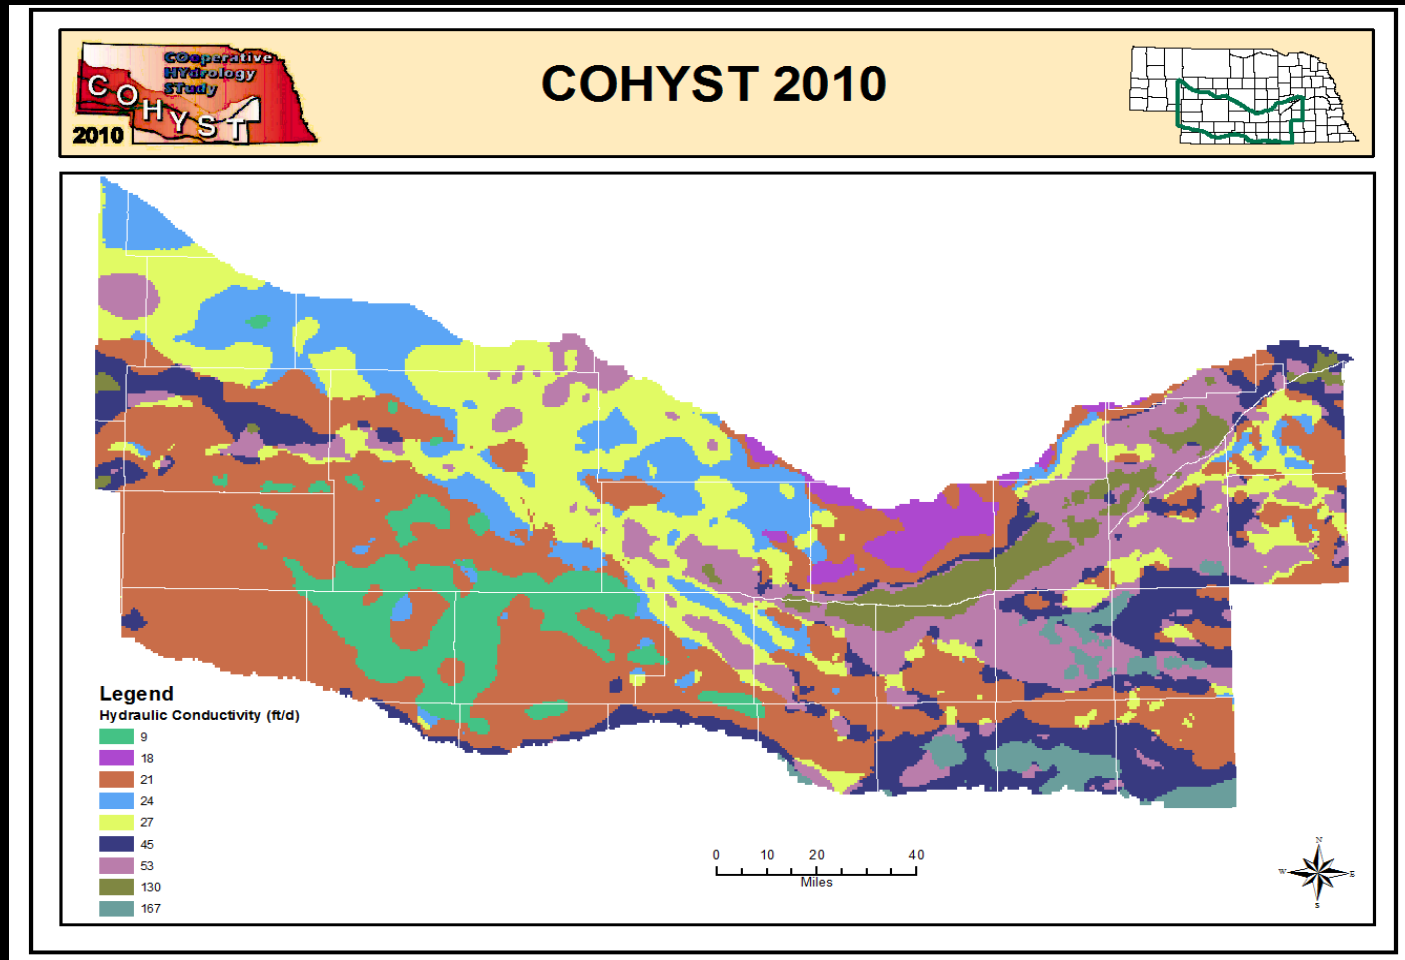 COoperative
HYdrology
STudy
COHYST
2010
COHYST 2010
Legend
Hydraulic Conductivity (ft/d)
9
18
21
24
27
45
53
130
167
0 10 20 40
Miles
N
W E
S